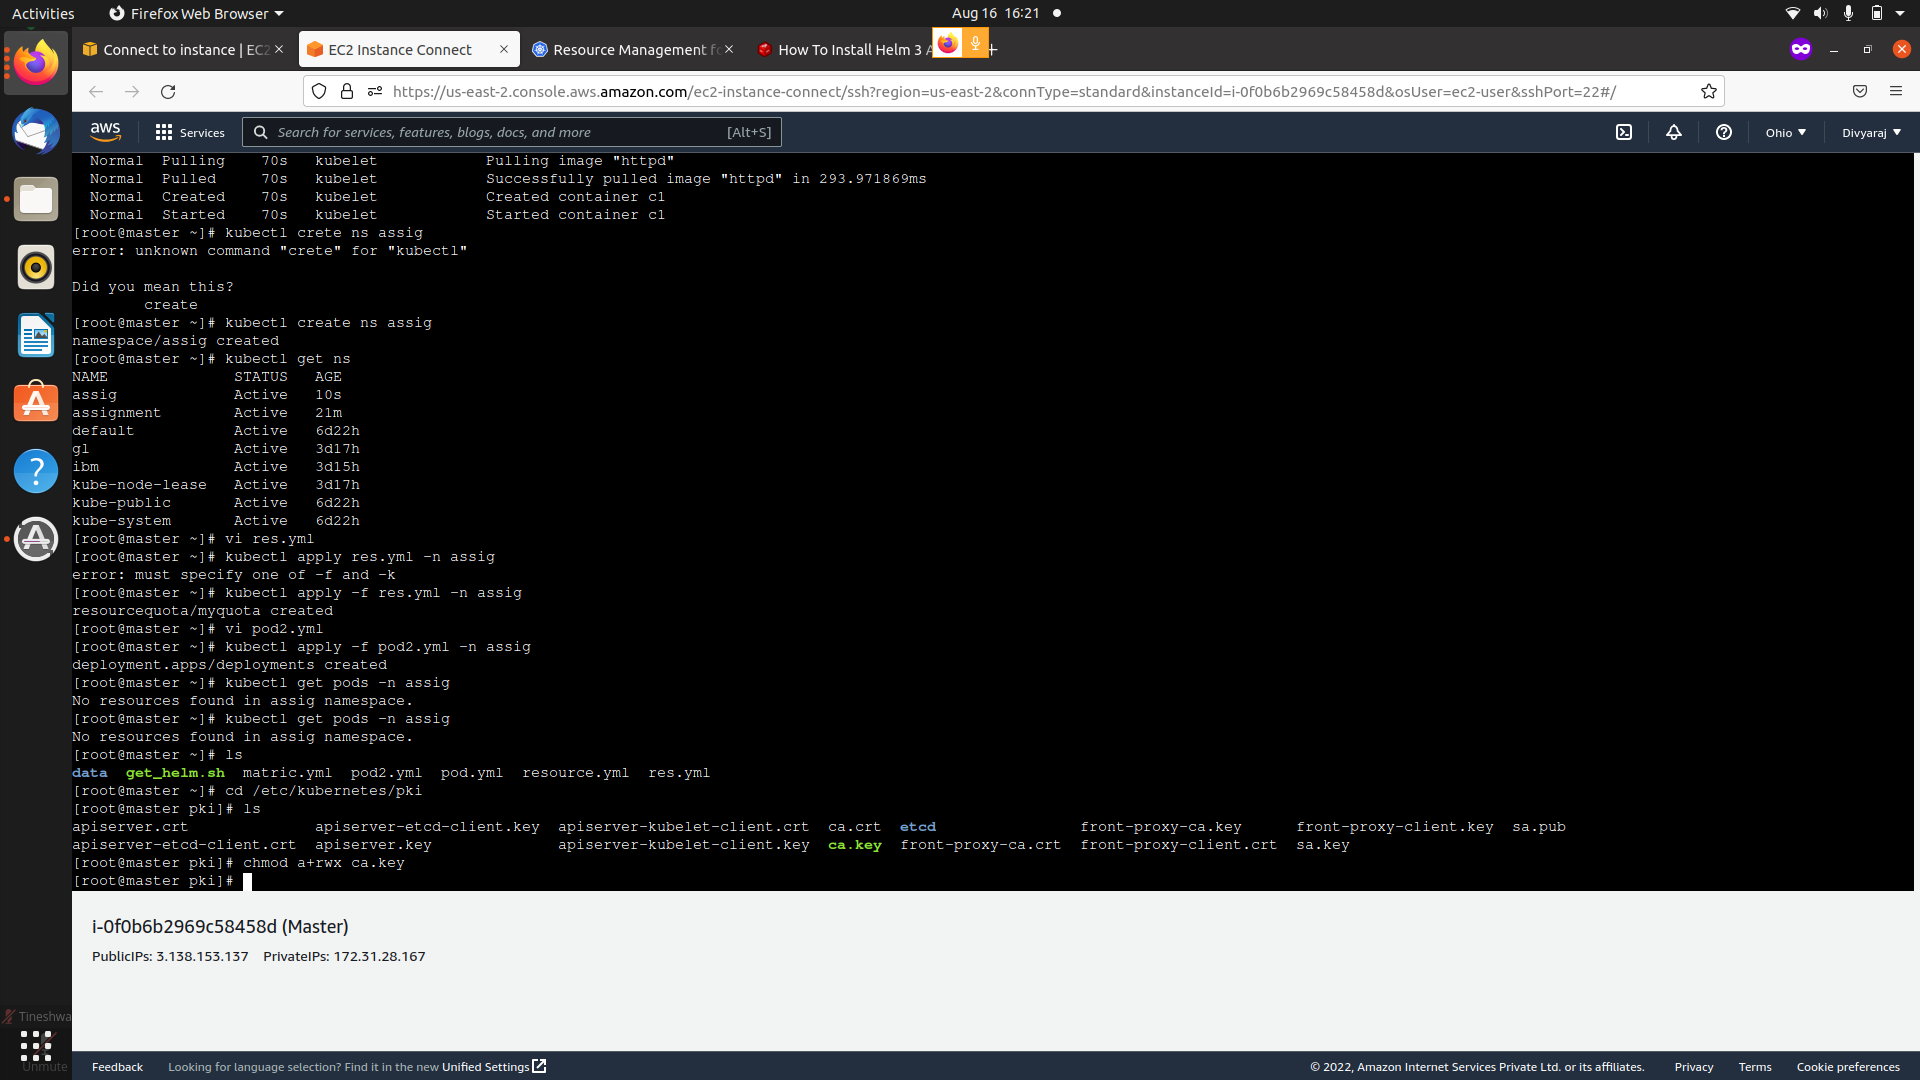 Activities
Firefox Web Browser
Aug 16 16:21
Connect to instance | EC2
EC2 Instance Connect
Resource Management fo
How To Install Helm 3 A
https://us-east-2.console.aws.amazon.com/ec2-instance-connect/ssh?region=us-east-2&connType=standard&instanceId=i-0f0b6b2969c58458d&osUser=ec2-user&sshPort=22#/
aws
Services
Search for services, features, blogs, docs, and more
[Alt+S]
Ohio
Divyaraj
Normal Pulling 70s kubelet Pulling image "httpd"
Normal Pulled 70s kubelet Successfully pulled image "httpd" in 293.971869ms
Normal Created 70s kubelet Created container c1
Normal Started 70s kubelet Started container c1
[root@master ~]# kubectl crete ns assig
error: unknown command "crete" for "kubectl"
Did you mean this?
create
[root@master ~]# kubectl create ns assig
namespace/assig created
[root@master ~]# kubectl get ns
NAME STATUS AGE
assig Active 10s
assignment Active 21m
default Active 6d22h
gl Active 3d17h
ibm Active 3d15h
kube-node-lease Active 3d17h
kube-public Active 6d22h
kube-system Active 6d22h
[root@master ~]# vi res.yml
[root@master ~]# kubectl apply res.yml -n assig
error: must specify one of -f and -k
[root@master ~]# kubectl apply -f res.yml -n assig
resourcequota/myquota created
[root@master ~]# vi pod2.yml
[root@master ~]# kubectl apply -f pod2.yml -n assig
deployment.apps/deployments created
[root@master ~]# kubectl get pods -n assig
No resources found in assig namespace.
[root@master ~]# kubectl get pods -n assig
No resources found in assig namespace.
[root@master ~]# ls
data get_helm.sh matric.yml pod2.yml pod.yml resource.yml res.yml
[root@master ~]# cd /etc/kubernetes/pki
[root@master pki]# ls
apiserver.crt apiserver-etcd-client.key apiserver-kubelet-client.crt ca.crt etcd front-proxy-ca.key front-proxy-client.key sa.pub
apiserver-etcd-client.crt apiserver.key apiserver-kubelet-client.key ca.key front-proxy-ca.crt front-proxy-client.crt sa.key
[root@master pki]# chmod a+rwx ca.key
[root@master pki]#
i-0f0b6b2969c58458d (Master)
PublicIPs: 3.138.153.137 PrivateIPs: 172.31.28.167
Tineshwa
Unmute
Feedback
Looking for language selection? Find it in the new Unified Settings
© 2022, Amazon Internet Services Private Ltd. or its affiliates.
Privacy
Terms
Cookie preferences